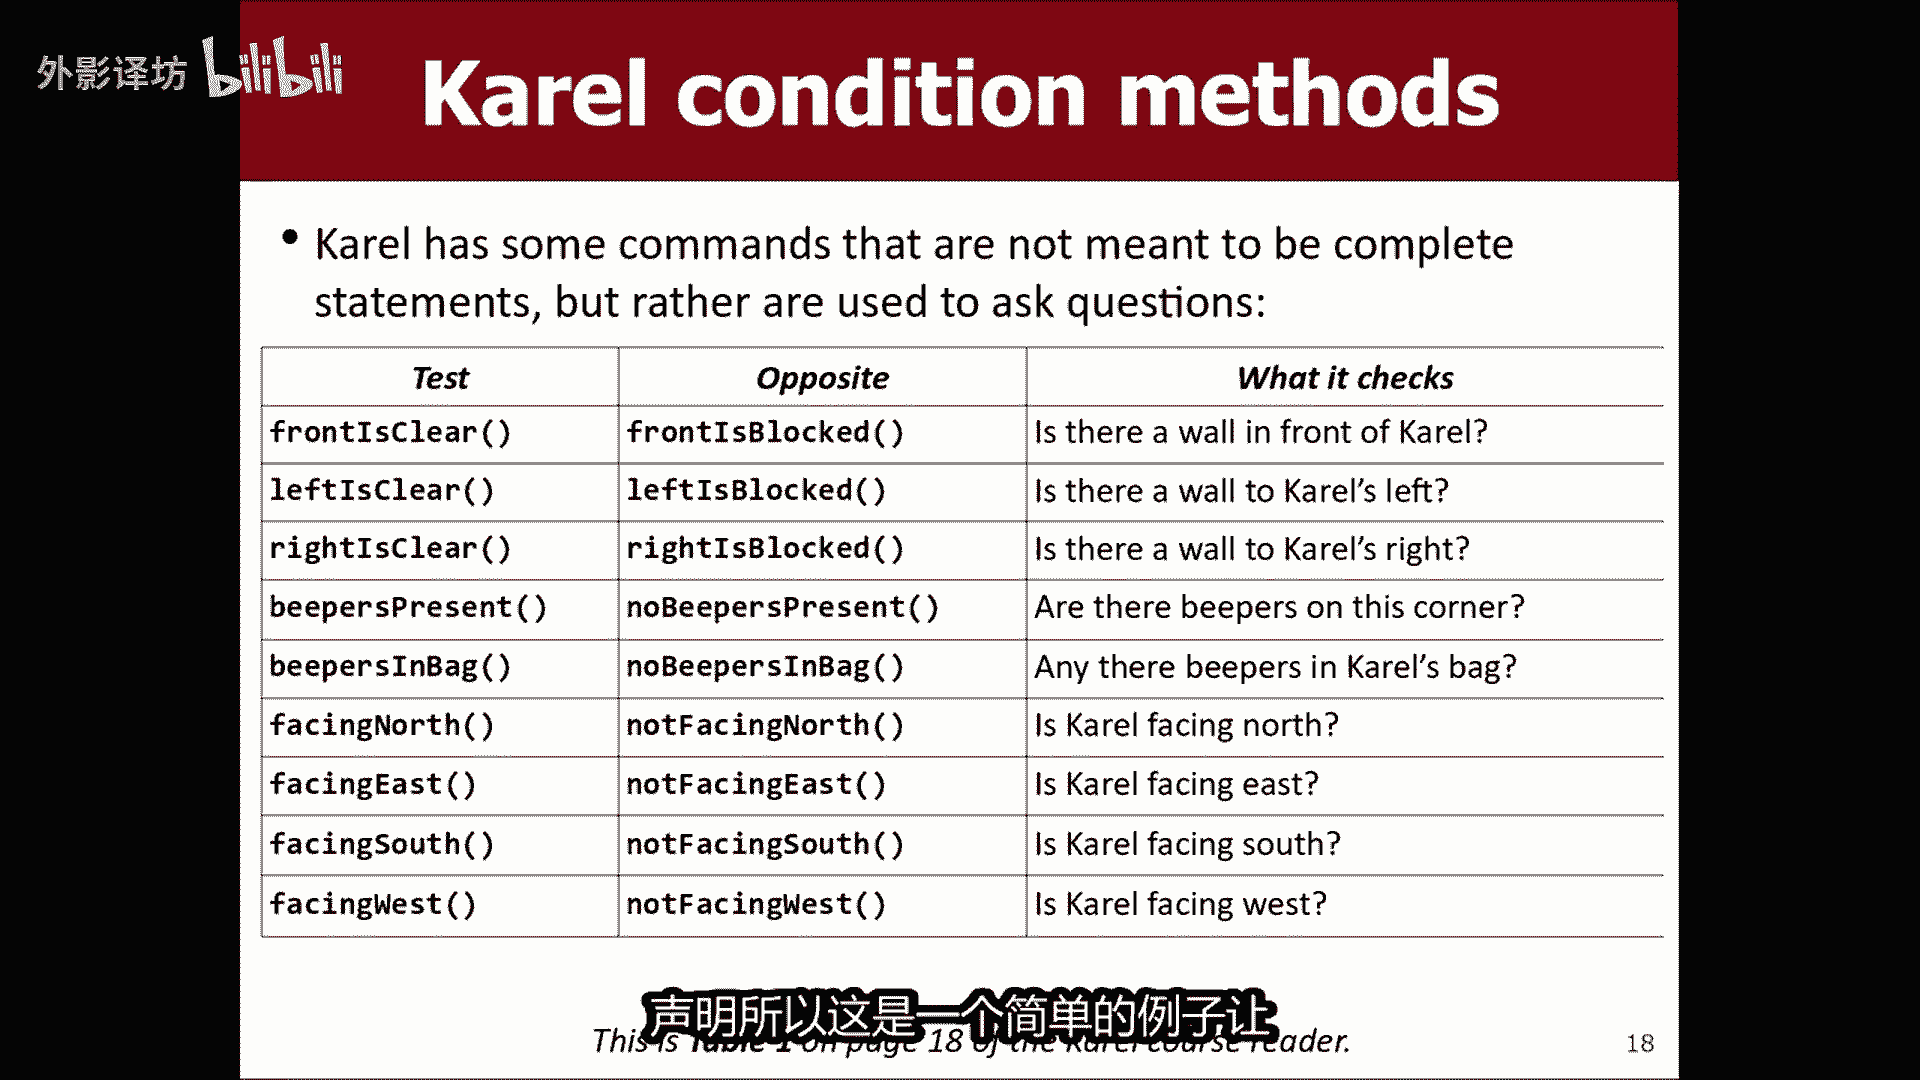 外影译坊 bilibili
Karel condition methods
• Karel has some commands that are not meant to be complete
statements, but rather are used to ask questions:
Test Opposite What it checks
frontIsClear() frontIsBlocked() Is there a wall in front of Karel?
leftIsClear() leftIsBlocked() Is there a wall to Karel’s left?
rightIsClear() rightIsBlocked() Is there a wall to Karel’s right?
beepersPresent() noBeepersPresent() Are there beepers on this corner?
beepersInBag() noBeepersInBag() Any there beepers in Karel’s bag?
facingNorth() notFacingNorth() Is Karel facing north?
facingEast() notFacingEast() Is Karel facing east?
facingSouth() notFacingSouth() Is Karel facing south?
facingWest() notFacingWest() Is Karel facing west?
声明所以这是一个简单的例子让
This is Table 1 on page 18 of the Karel course reader.
18